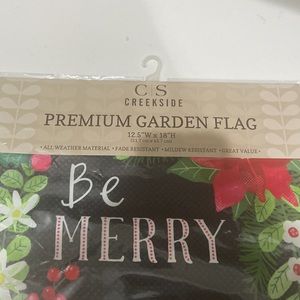 CS
CREEKSIDE
PREMIUM GARDEN FLAG
12.5"W x 18"H
• ALL WEATHER MATERIAL • FADE RESISTANT • MILDEW RESISTANT • GREAT VALUE •
Be
MERRY